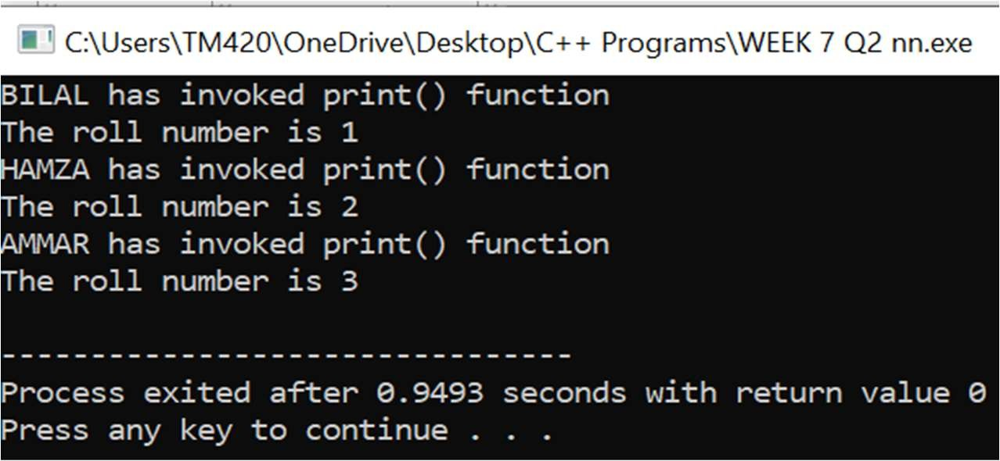 C:\Users\TM420\OneDrive\Desktop\C++ Programs\WEEK 7 Q2 nn.exe
BILAL has invoked print() function
The roll number is 1
HAMZA has invoked print() function
The roll number is 2
AMMAR has invoked print() function
The roll number is 3
--------------------------------
Process exited after 0.9493 seconds with return value 0
Press any key to continue . . .